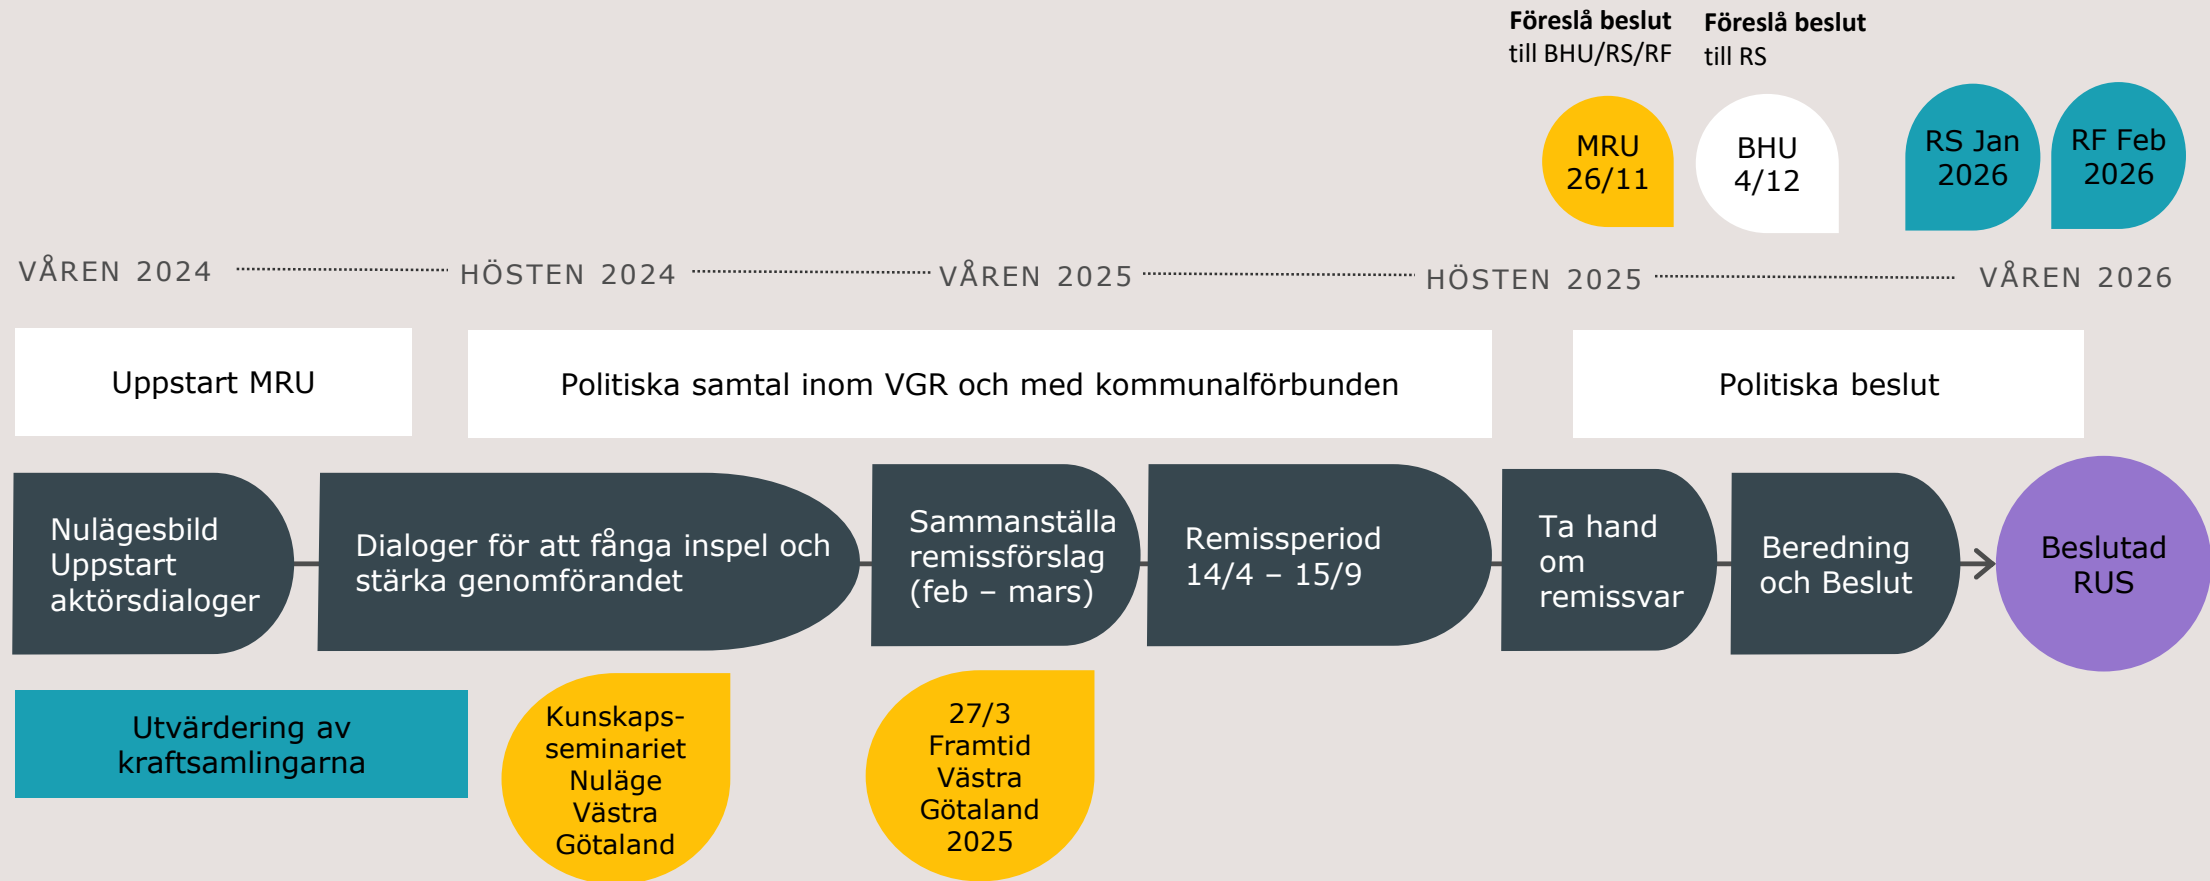 Föreslå beslut
till BHU/RS/RF
Föreslå beslut
till RS
MRU
26/11
BHU
4/12
RS Jan
2026
RF Feb
2026
VÅREN 2024
HÖSTEN 2024
VÅREN 2025
HÖSTEN 2025
VÅREN 2026
Uppstart MRU
Politiska samtal inom VGR och med kommunalförbunden
Politiska beslut
Nulägesbild
Uppstart
aktörsdialoger
Dialoger för att fånga inspel och
stärka genomförandet
Sammanställa
remissförslag
(feb – mars)
Remissperiod
14/4 – 15/9
Ta hand
om
remissvar
Beredning
och Beslut
Beslutad
RUS
Utvärdering av
kraftsamlingarna
Kunskaps-
seminariet
Nuläge
Västra
Götaland
27/3
Framtid
Västra
Götaland
2025